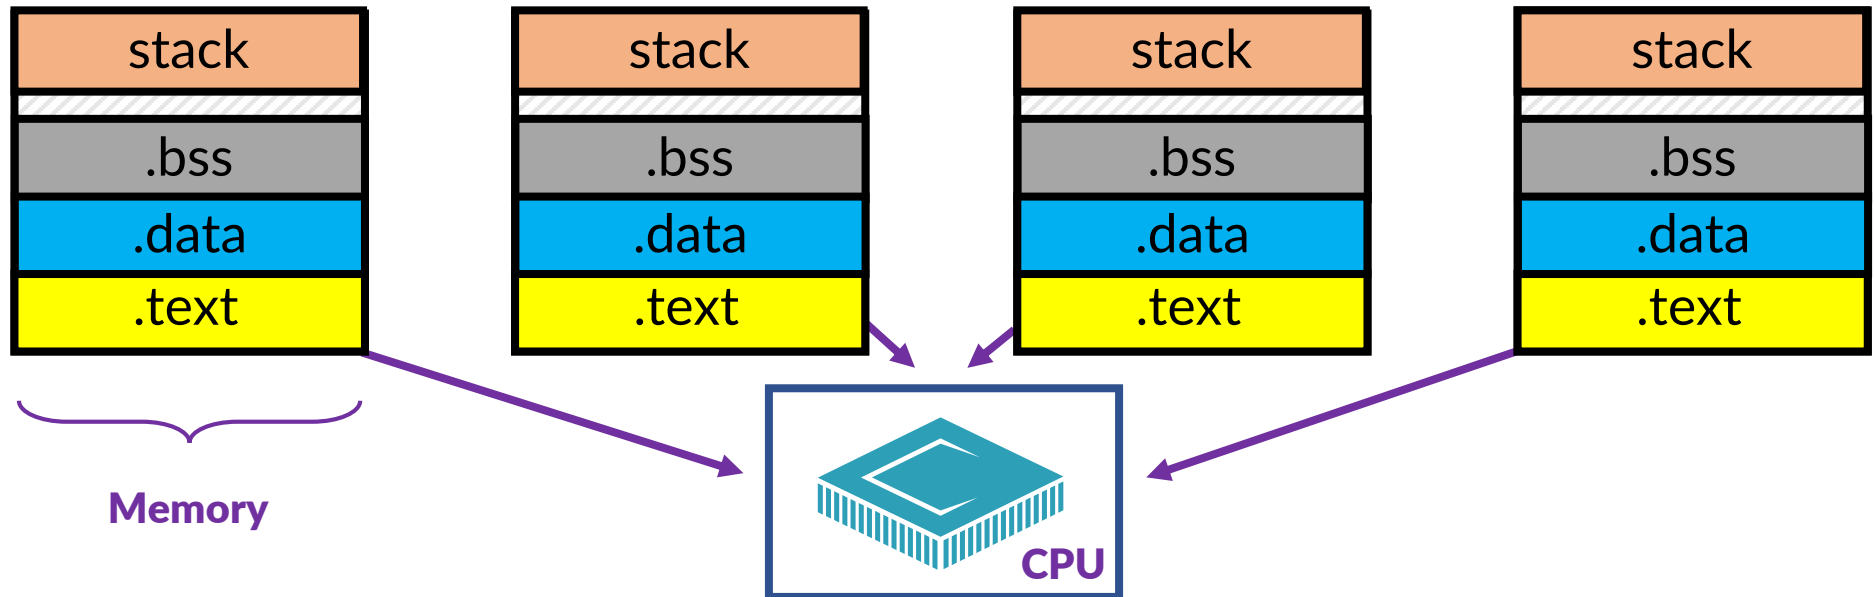 stack
.bss
.data
.text
stack
.bss
.data
.text
stack
.bss
.data
.text
stack
.bss
.data
.text
Memory
CPU